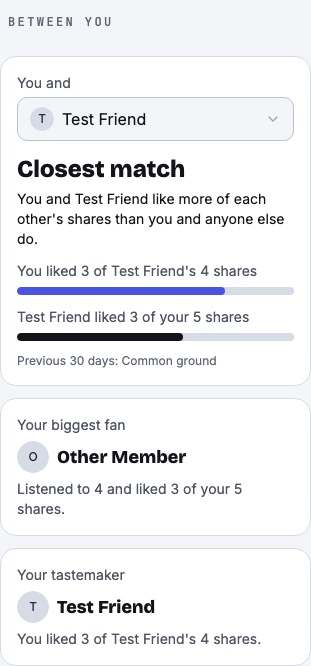 BETWEEN YOU
You and
T Test Friend
Closest match
You and Test Friend like more of each
other's shares than you and anyone else
do.
You liked 3 of Test Friend's 4 shares
Test Friend liked 3 of your 5 shares
Previous 30 days: Common ground
Your biggest fan
O Other Member
Listened to 4 and liked 3 of your 5
shares.
Your tastemaker
T Test Friend
You liked 3 of Test Friend's 4 shares.